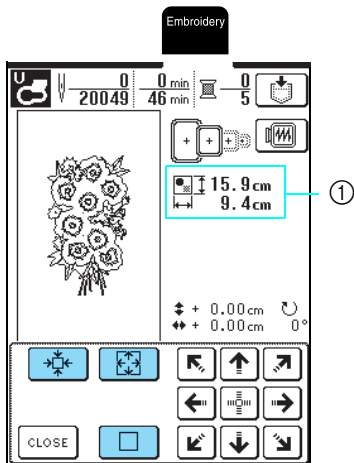 Embroidery
U 0 0 min 0
20049 46 min 5
15.9cm
9.4cm
①
+ 0.00cm
+ 0.00cm 0°
CLOSE